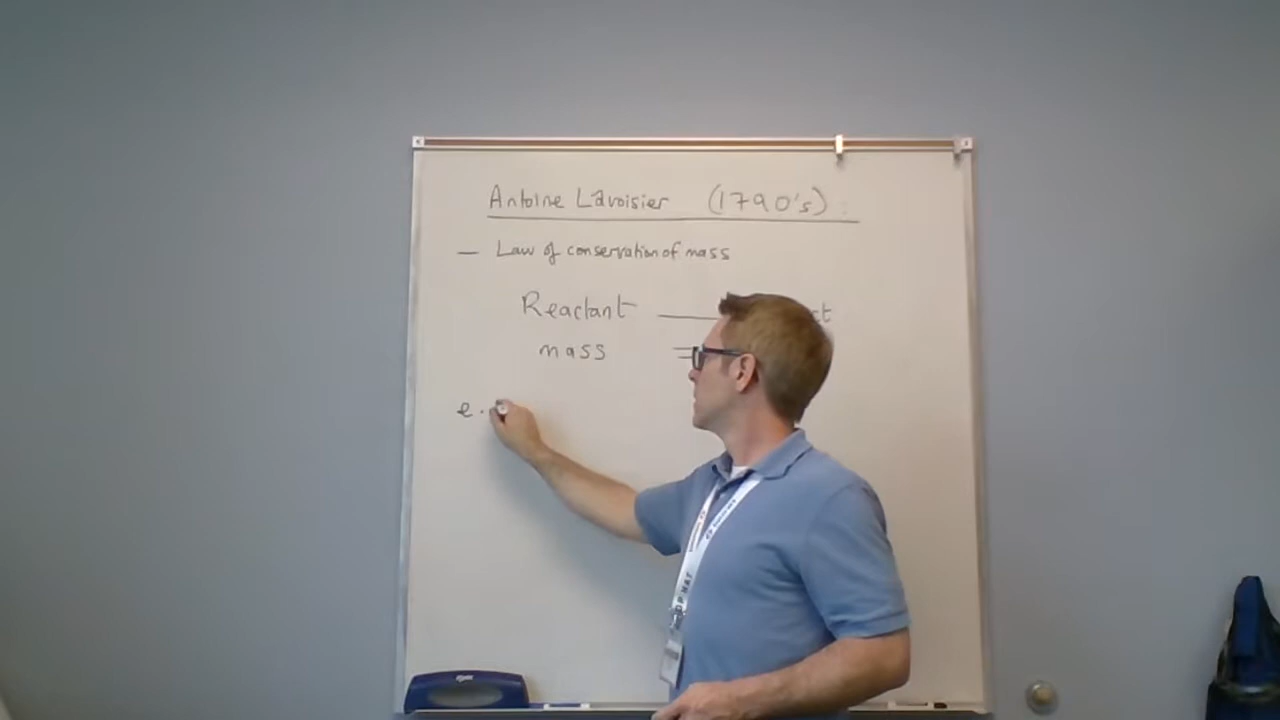 Antoine Lavoisier (1790's):
— Law of conservation of mass
Reactant
mass =
e.